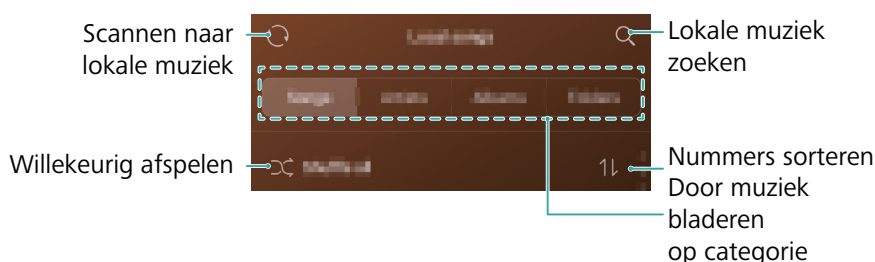 Scannen naar
lokale muziek
Lokale muziek
zoeken
Willekeurig afspelen
Nummers sorteren
Door muziek
bladeren
op categorie